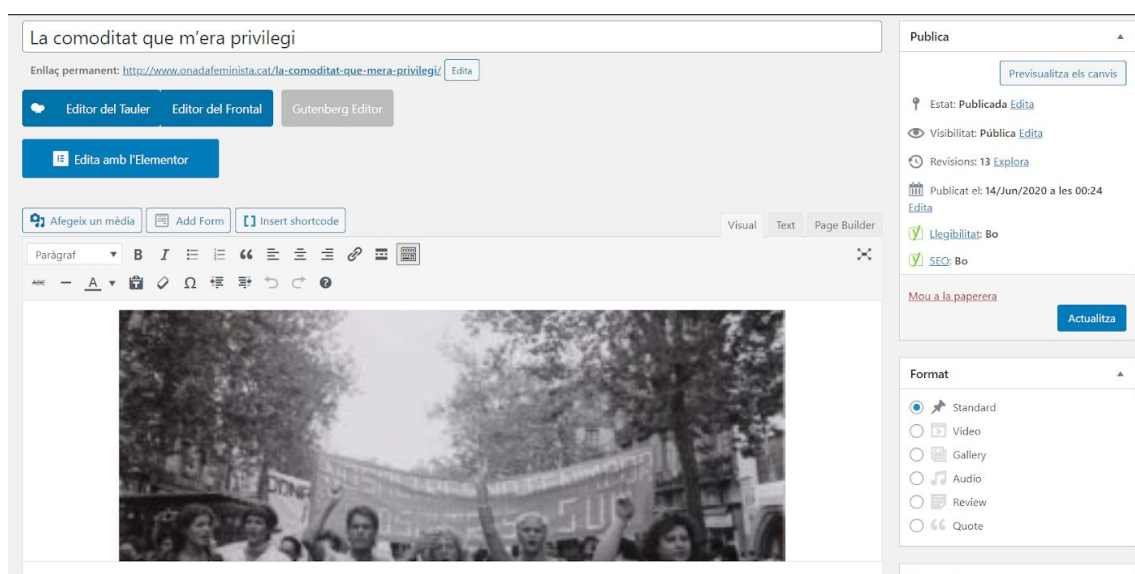 La comoditat que m'era privilegi
Enllaç permanent: http://www.onadafeminista.cat/la-comoditat-que-mera-privilegi/ Edita
Editor del Tauler Editor del Frontal Gutenberg Editor
Edita amb l'Elementor
Afegeix un mèdia Add Form Insert shortcode
Visual Text Page Builder
Paràgraf
Publica
Previsualitza els canvis
Estat: Publicada Edita
Visibilitat: Pública Edita
Revisions: 13 Explora
Publicat el: 14/Jun/2020 a les 00:24
Edita
Llegibilitat: Bo
SEO: Bo
Mou a la paperera
Actualitza
Format
Standard
Video
Gallery
Audio
Review
Quote